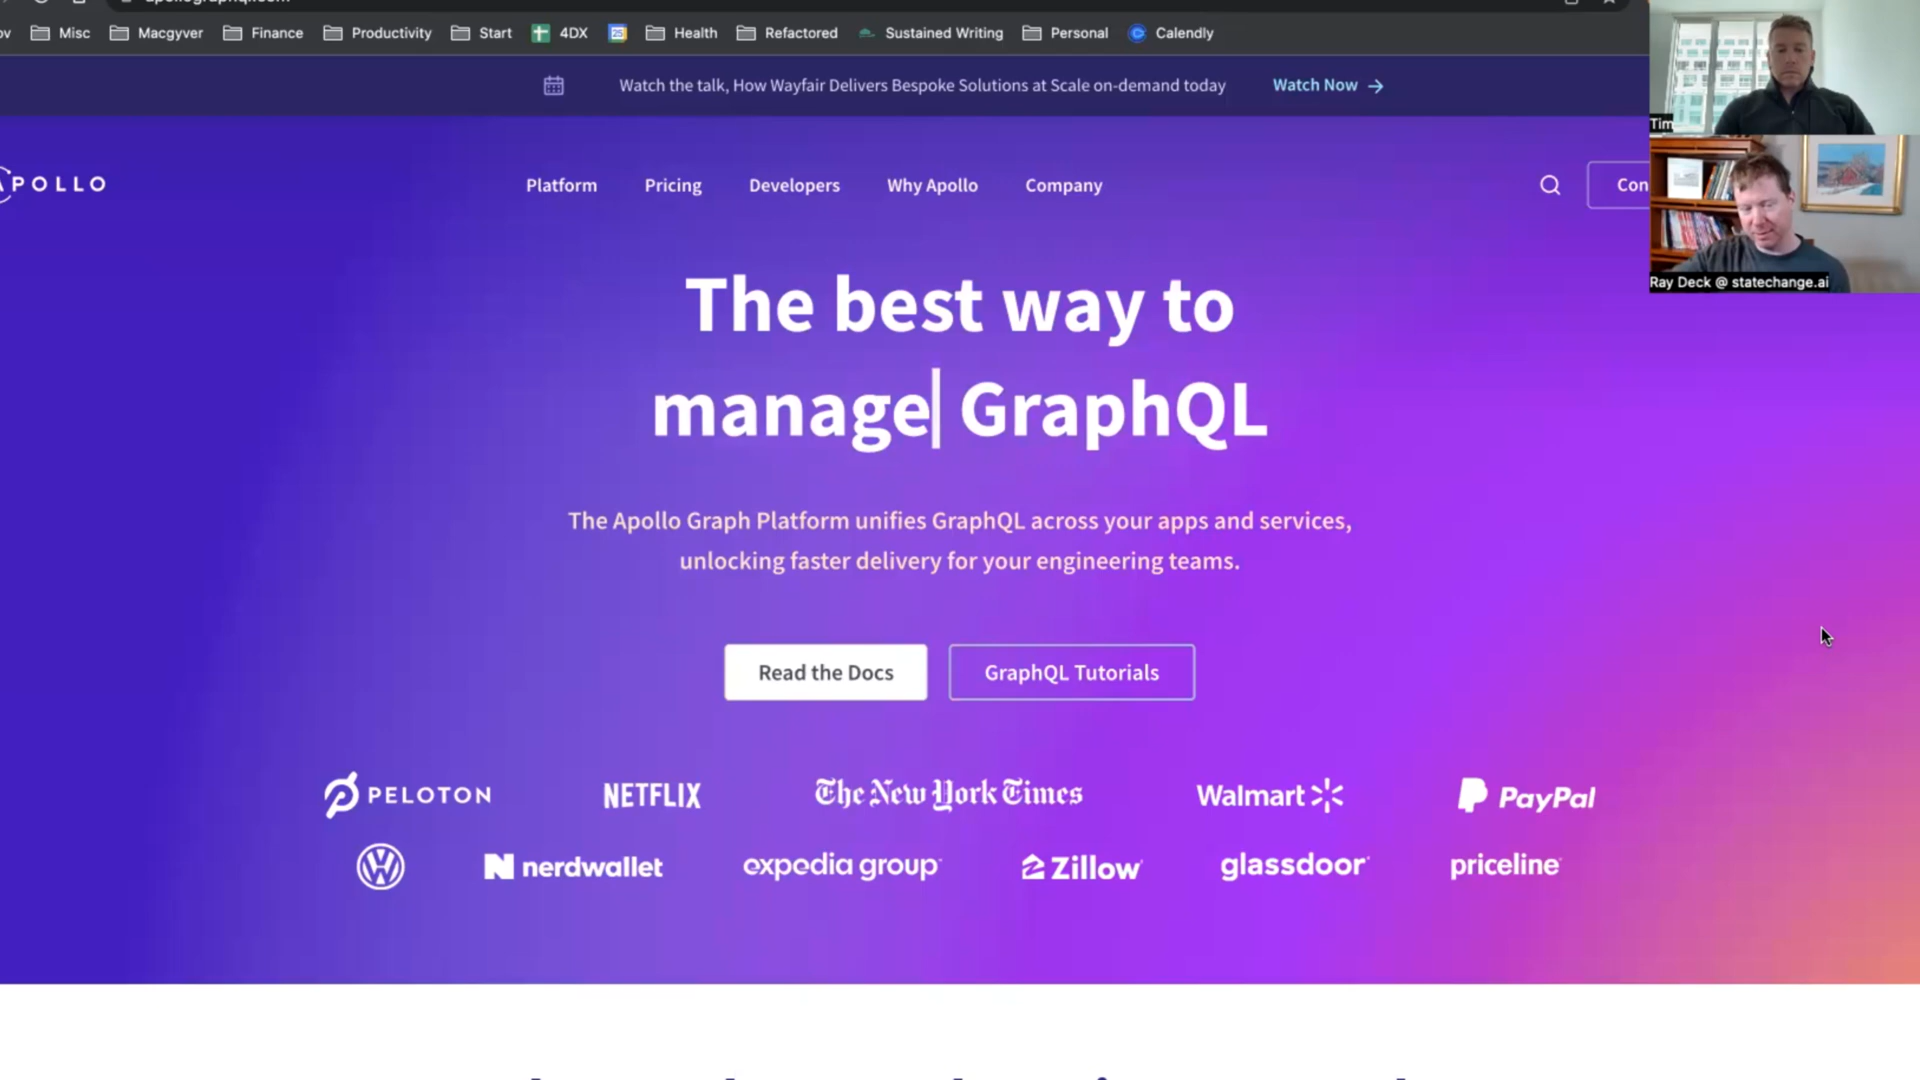 Misc Macgyver Finance Productivity Start 4DX Health Refactored Sustained Writing Personal Calendly
Watch the talk, How Wayfair Delivers Bespoke Solutions at Scale on-demand today Watch Now →
APOLLO Platform Pricing Developers Why Apollo Company Con
Tim
Ray Deck @ statechange.ai
The best way to
manage| GraphQL
The Apollo Graph Platform unifies GraphQL across your apps and services,
unlocking faster delivery for your engineering teams.
Read the Docs GraphQL Tutorials
PELOTON NETFLIX The New York Times Walmart PayPal
nerdwallet expedia group Zillow glassdoor priceline